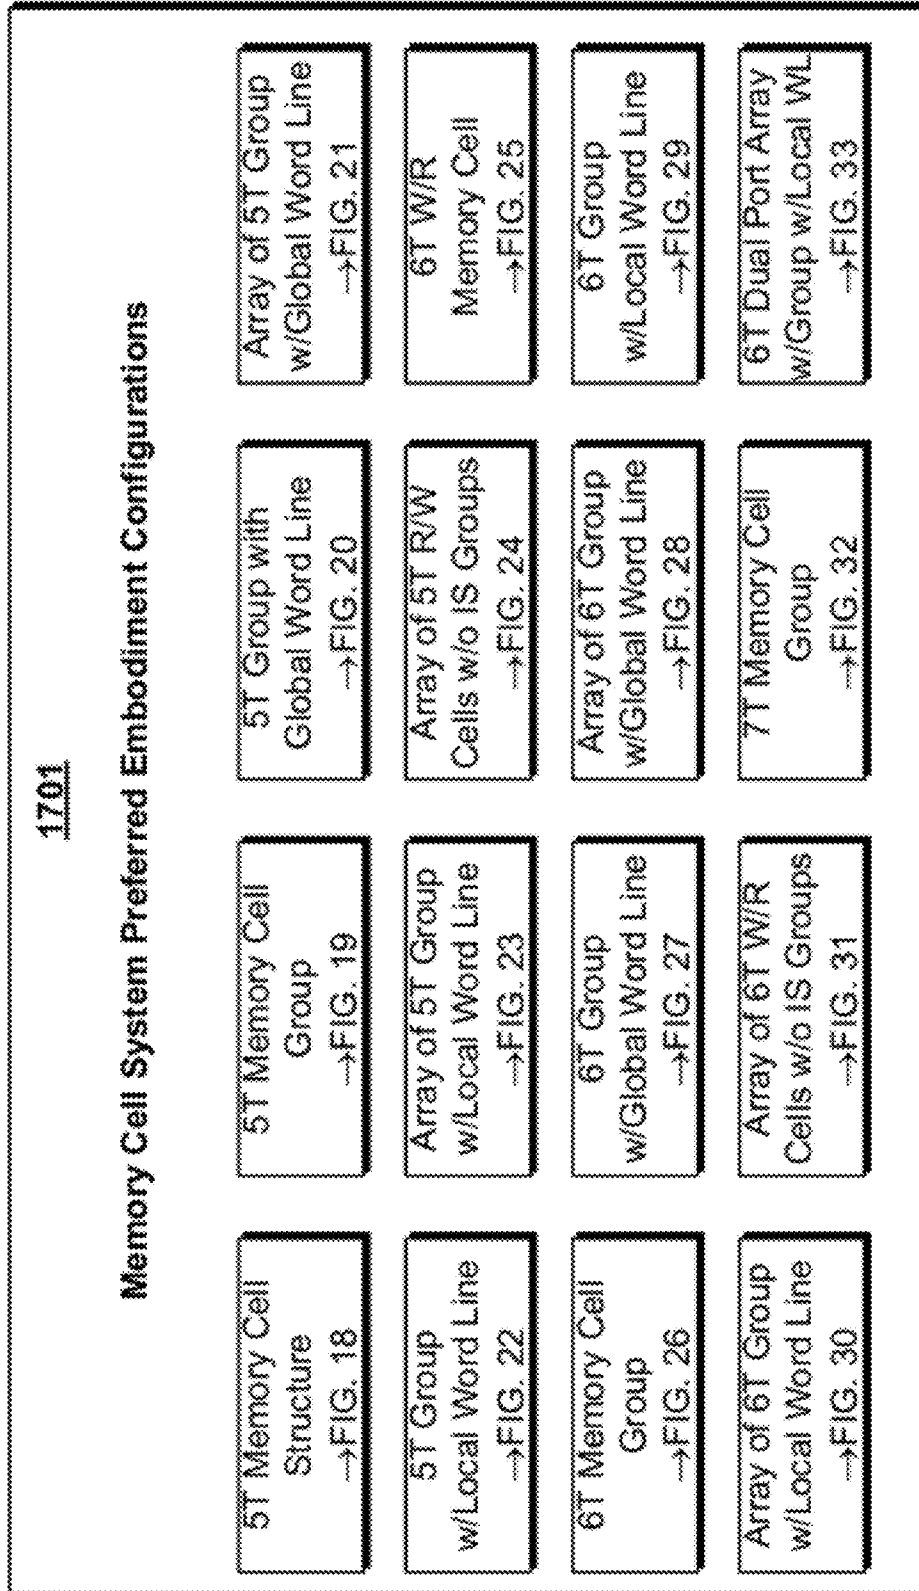 1701
Memory Cell System Preferred Embodiment Configurations
5T Memory Cell
Structure
→FIG. 18
5T Memory Cell
Group
→FIG. 19
5T Group with
Global Word Line
→FIG. 20
Array of 5T Group
w/Global Word Line
→FIG. 21
5T Group
w/Local Word Line
→FIG. 22
Array of 5T Group
w/Local Word Line
→FIG. 23
Array of 5T R/W
Cells w/o IS Groups
→FIG. 24
6T W/R
Memory Cell
→FIG. 25
6T Memory Cell
Group
→FIG. 26
6T Group
w/Global Word Line
→FIG. 27
Array of 6T Group
w/Global Word Line
→FIG. 28
6T Group
w/Local Word Line
→FIG. 29
Array of 6T Group
w/Local Word Line
→FIG. 30
Array of 6T W/R
Cells w/o IS Groups
→FIG. 31
7T Memory Cell
Group
→FIG. 32
6T Dual Port Array
w/Group w/Local WL
→FIG. 33